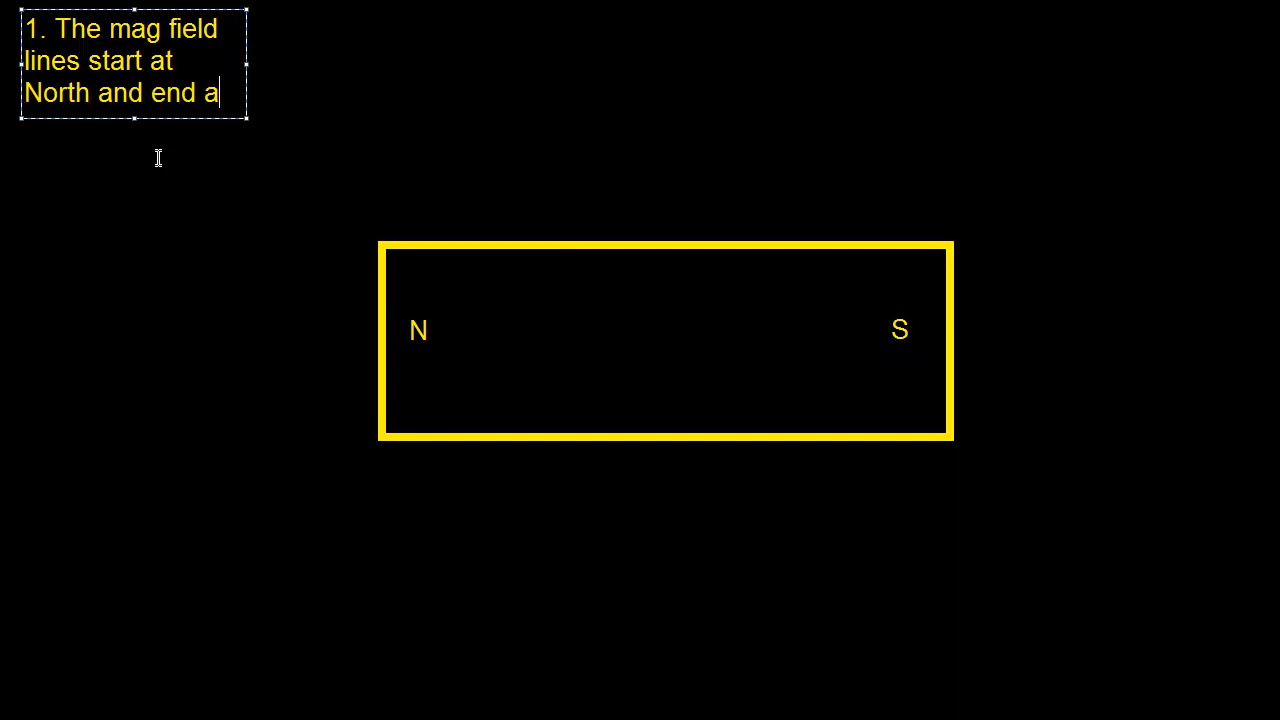 1. The mag field
lines start at
North and end a
N
S